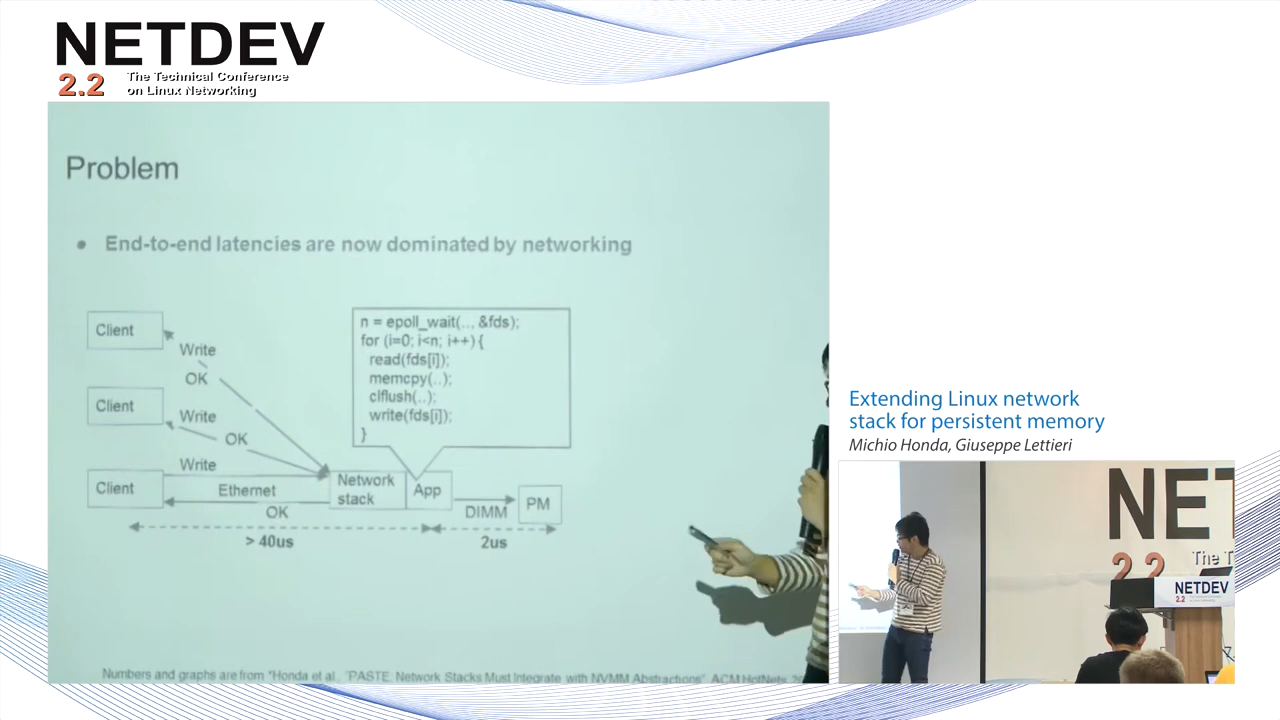 NETDEV
2.2 The Technical Conference
on Linux Networking
Problem
● End-to-end latencies are now dominated by networking
n = epoll_wait(.., &fds);
for (i=0; i<n; i++) {
read(fds[i]);
memcpy(..);
clflush(..);
write(fds[i]);
}
Client
Write
OK
Client
Write
OK
Client
Write
Ethernet
OK
Network
stack
App
DIMM
PM
> 40us
2us
Numbers and graphs are from "Honda et al., "PASTE: Network Stacks Must Integrate with NVMM Abstractions", ACM HotNets
Extending Linux network
stack for persistent memory
Michio Honda, Giuseppe Lettieri
NET
2.2 The T
NETDEV
2.2